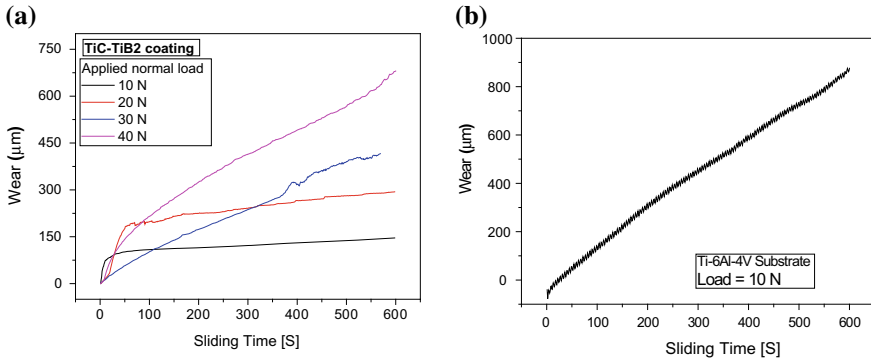 (a)
TiC-TiB2 coating
Applied normal load
10 N
20 N
30 N
40 N
750
600
450
300
150
0
Wear (µm)
0 100 200 300 400 500 600
Sliding Time [S]
(b)
1000
800
600
400
200
0
Wear (µm)
Ti-6Al-4V Substrate
Load = 10 N
0 100 200 300 400 500 600
Sliding Time [S]